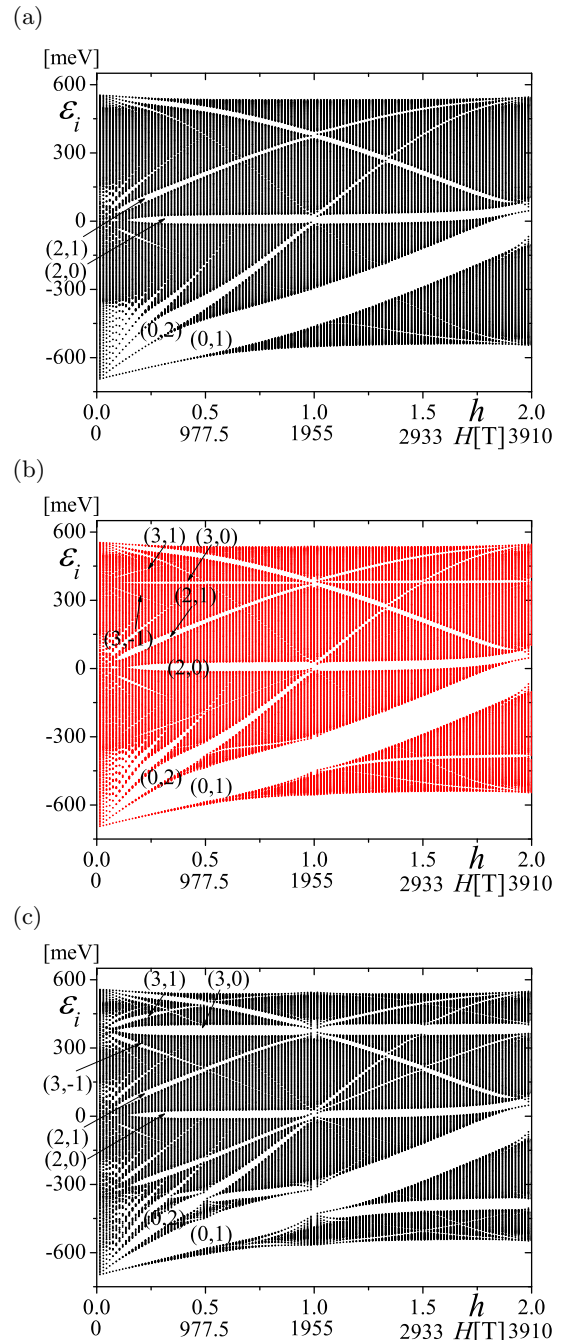 (a)
[meV]
600
εᵢ
300
0
(2,1)
(2,0)
-300
(0,2)
(0,1)
-600
0.0 0.5 1.0 1.5 h 2.0
0 977.5 1955 2933 H[T] 3910
(b)
[meV]
600
(3,1) (3,0)
εᵢ
300
(2,1)
(3,-1)
(2,0)
0
-300
(0,2)
(0,1)
-600
0.0 0.5 1.0 1.5 h 2.0
0 977.5 1955 2933 H[T] 3910
(c)
[meV]
600
(3,1) (3,0)
εᵢ
300
(3,-1)
0
(2,1)
(2,0)
-300
(0,2)
(0,1)
-600
0.0 0.5 1.0 1.5 h 2.0
0 977.5 1955 2933 H[T] 3910